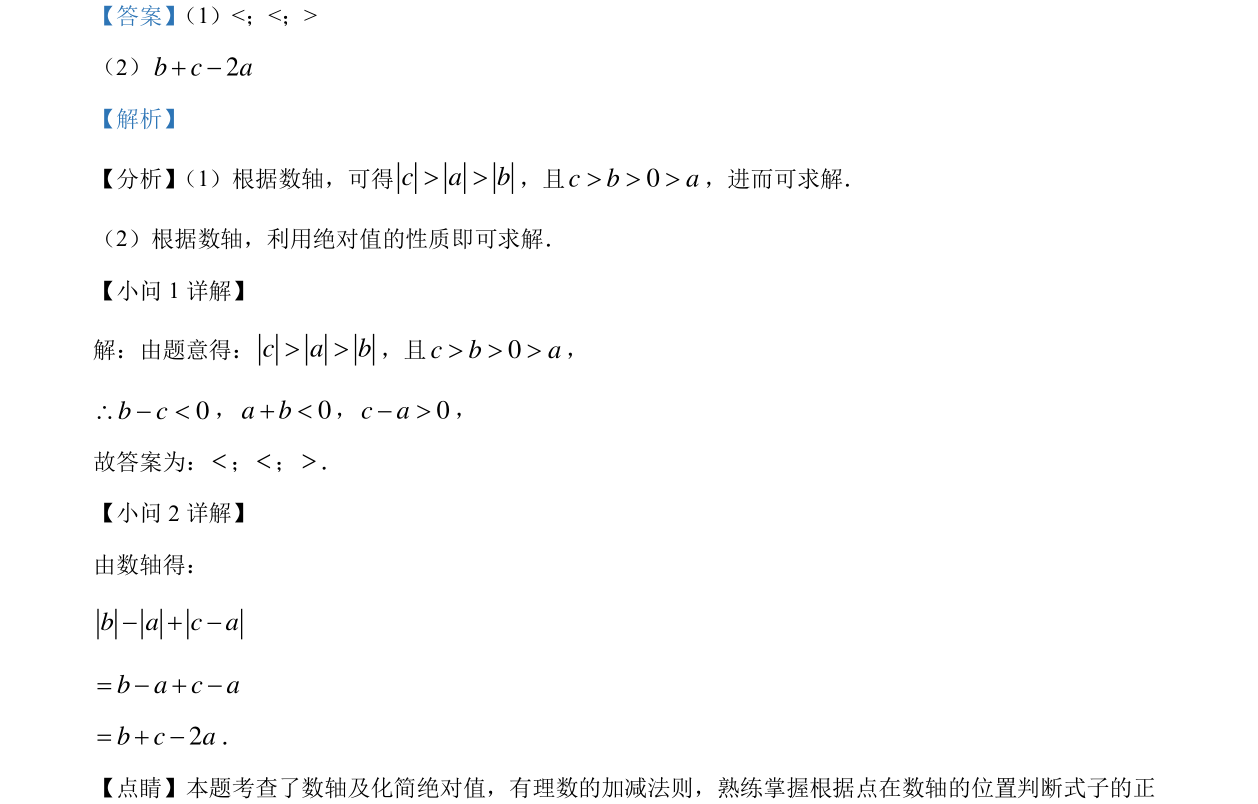 【答案】（1）<；<；>
（2）b+c−2a
【解析】
【分析】（1）根据数轴，可得|c|>|a|>|b|，且c>b>0>a，进而可求解．
（2）根据数轴，利用绝对值的性质即可求解．
【小问 1 详解】
解：由题意得：|c|>|a|>|b|，且c>b>0>a，
∴b−c<0，a+b<0，c−a>0，
故答案为：<；<；>．
【小问 2 详解】
由数轴得：
|b|−|a|+|c−a|
=b−a+c−a
=b+c−2a．
【点睛】本题考查了数轴及化简绝对值，有理数的加减法则，熟练掌握根据点在数轴的位置判断式子的正